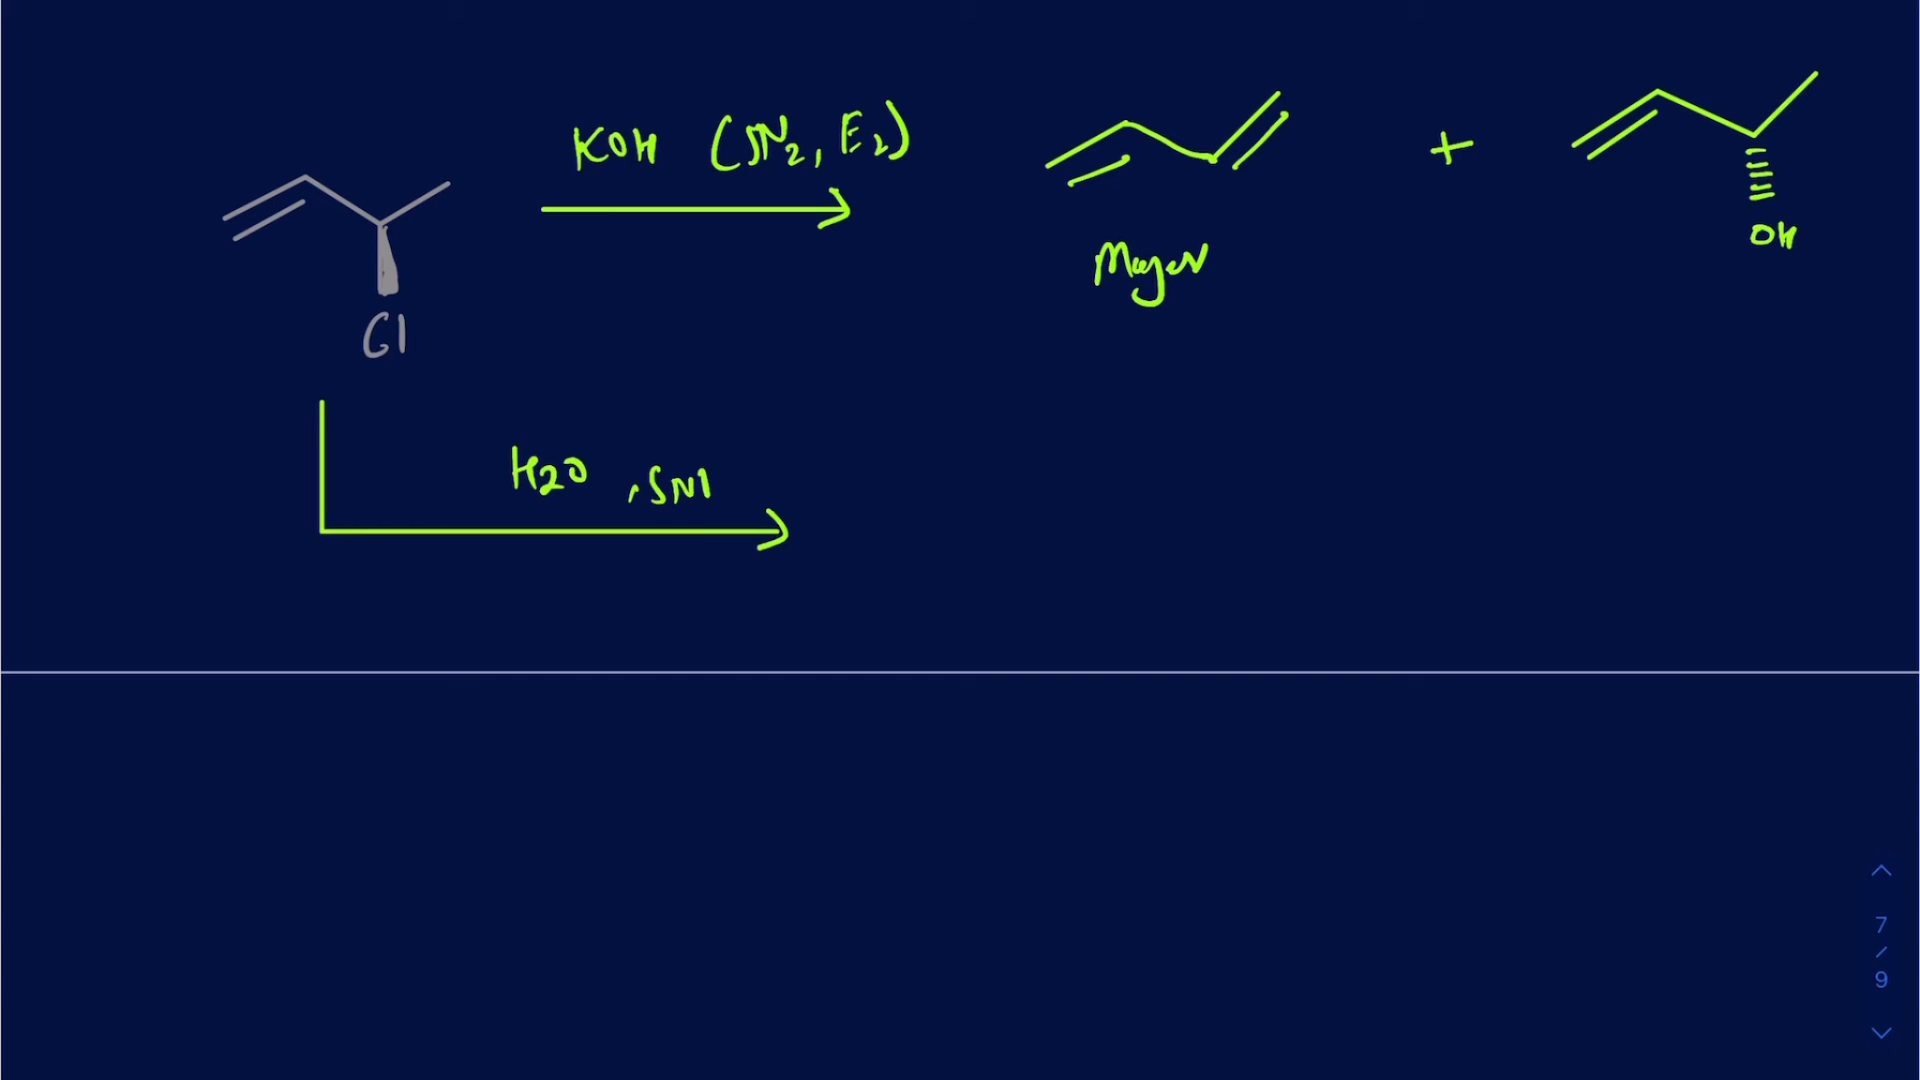 KOH (SN2, E2)
+
OH
Major
Cl
H2O , SN1
7
/
9